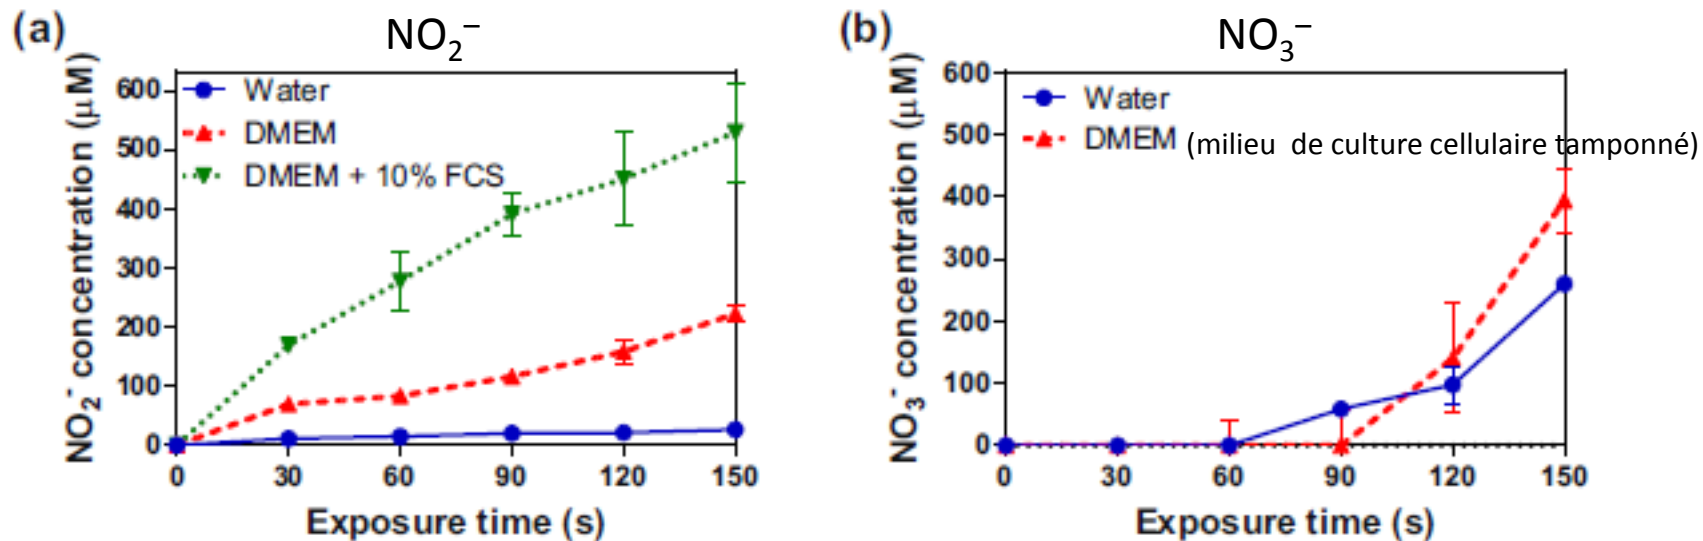 (a)
NO₂⁻
NO₂⁻ concentration (μM)
600
500
400
300
200
100
0
Water
DMEM
DMEM + 10% FCS
0 30 60 90 120 150
Exposure time (s)
(b)
NO₃⁻
NO₃⁻ concentration (μM)
600
500
400
300
200
100
0
Water
DMEM (milieu de culture cellulaire tamponné)
0 30 60 90 120 150
Exposure time (s)